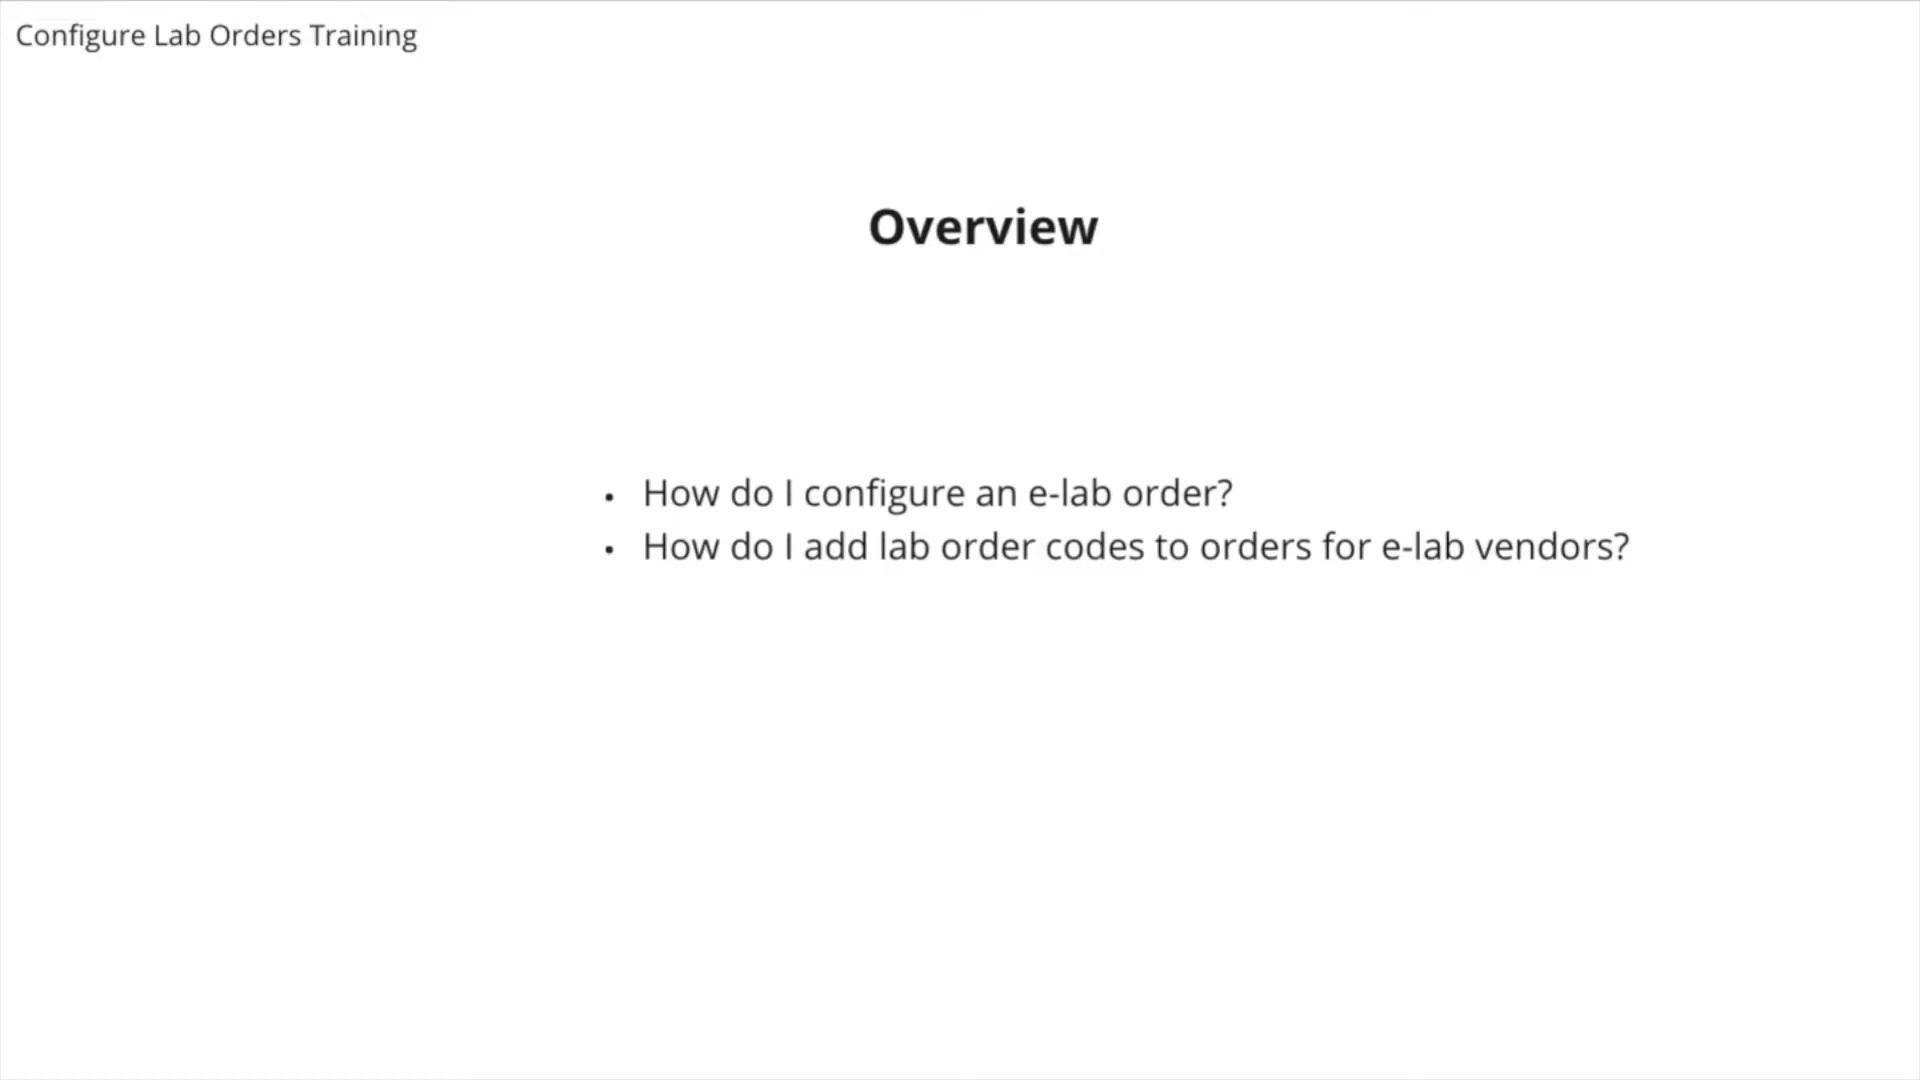 Configure Lab Orders Training
Overview
• How do I configure an e-lab order?
• How do I add lab order codes to orders for e-lab vendors?